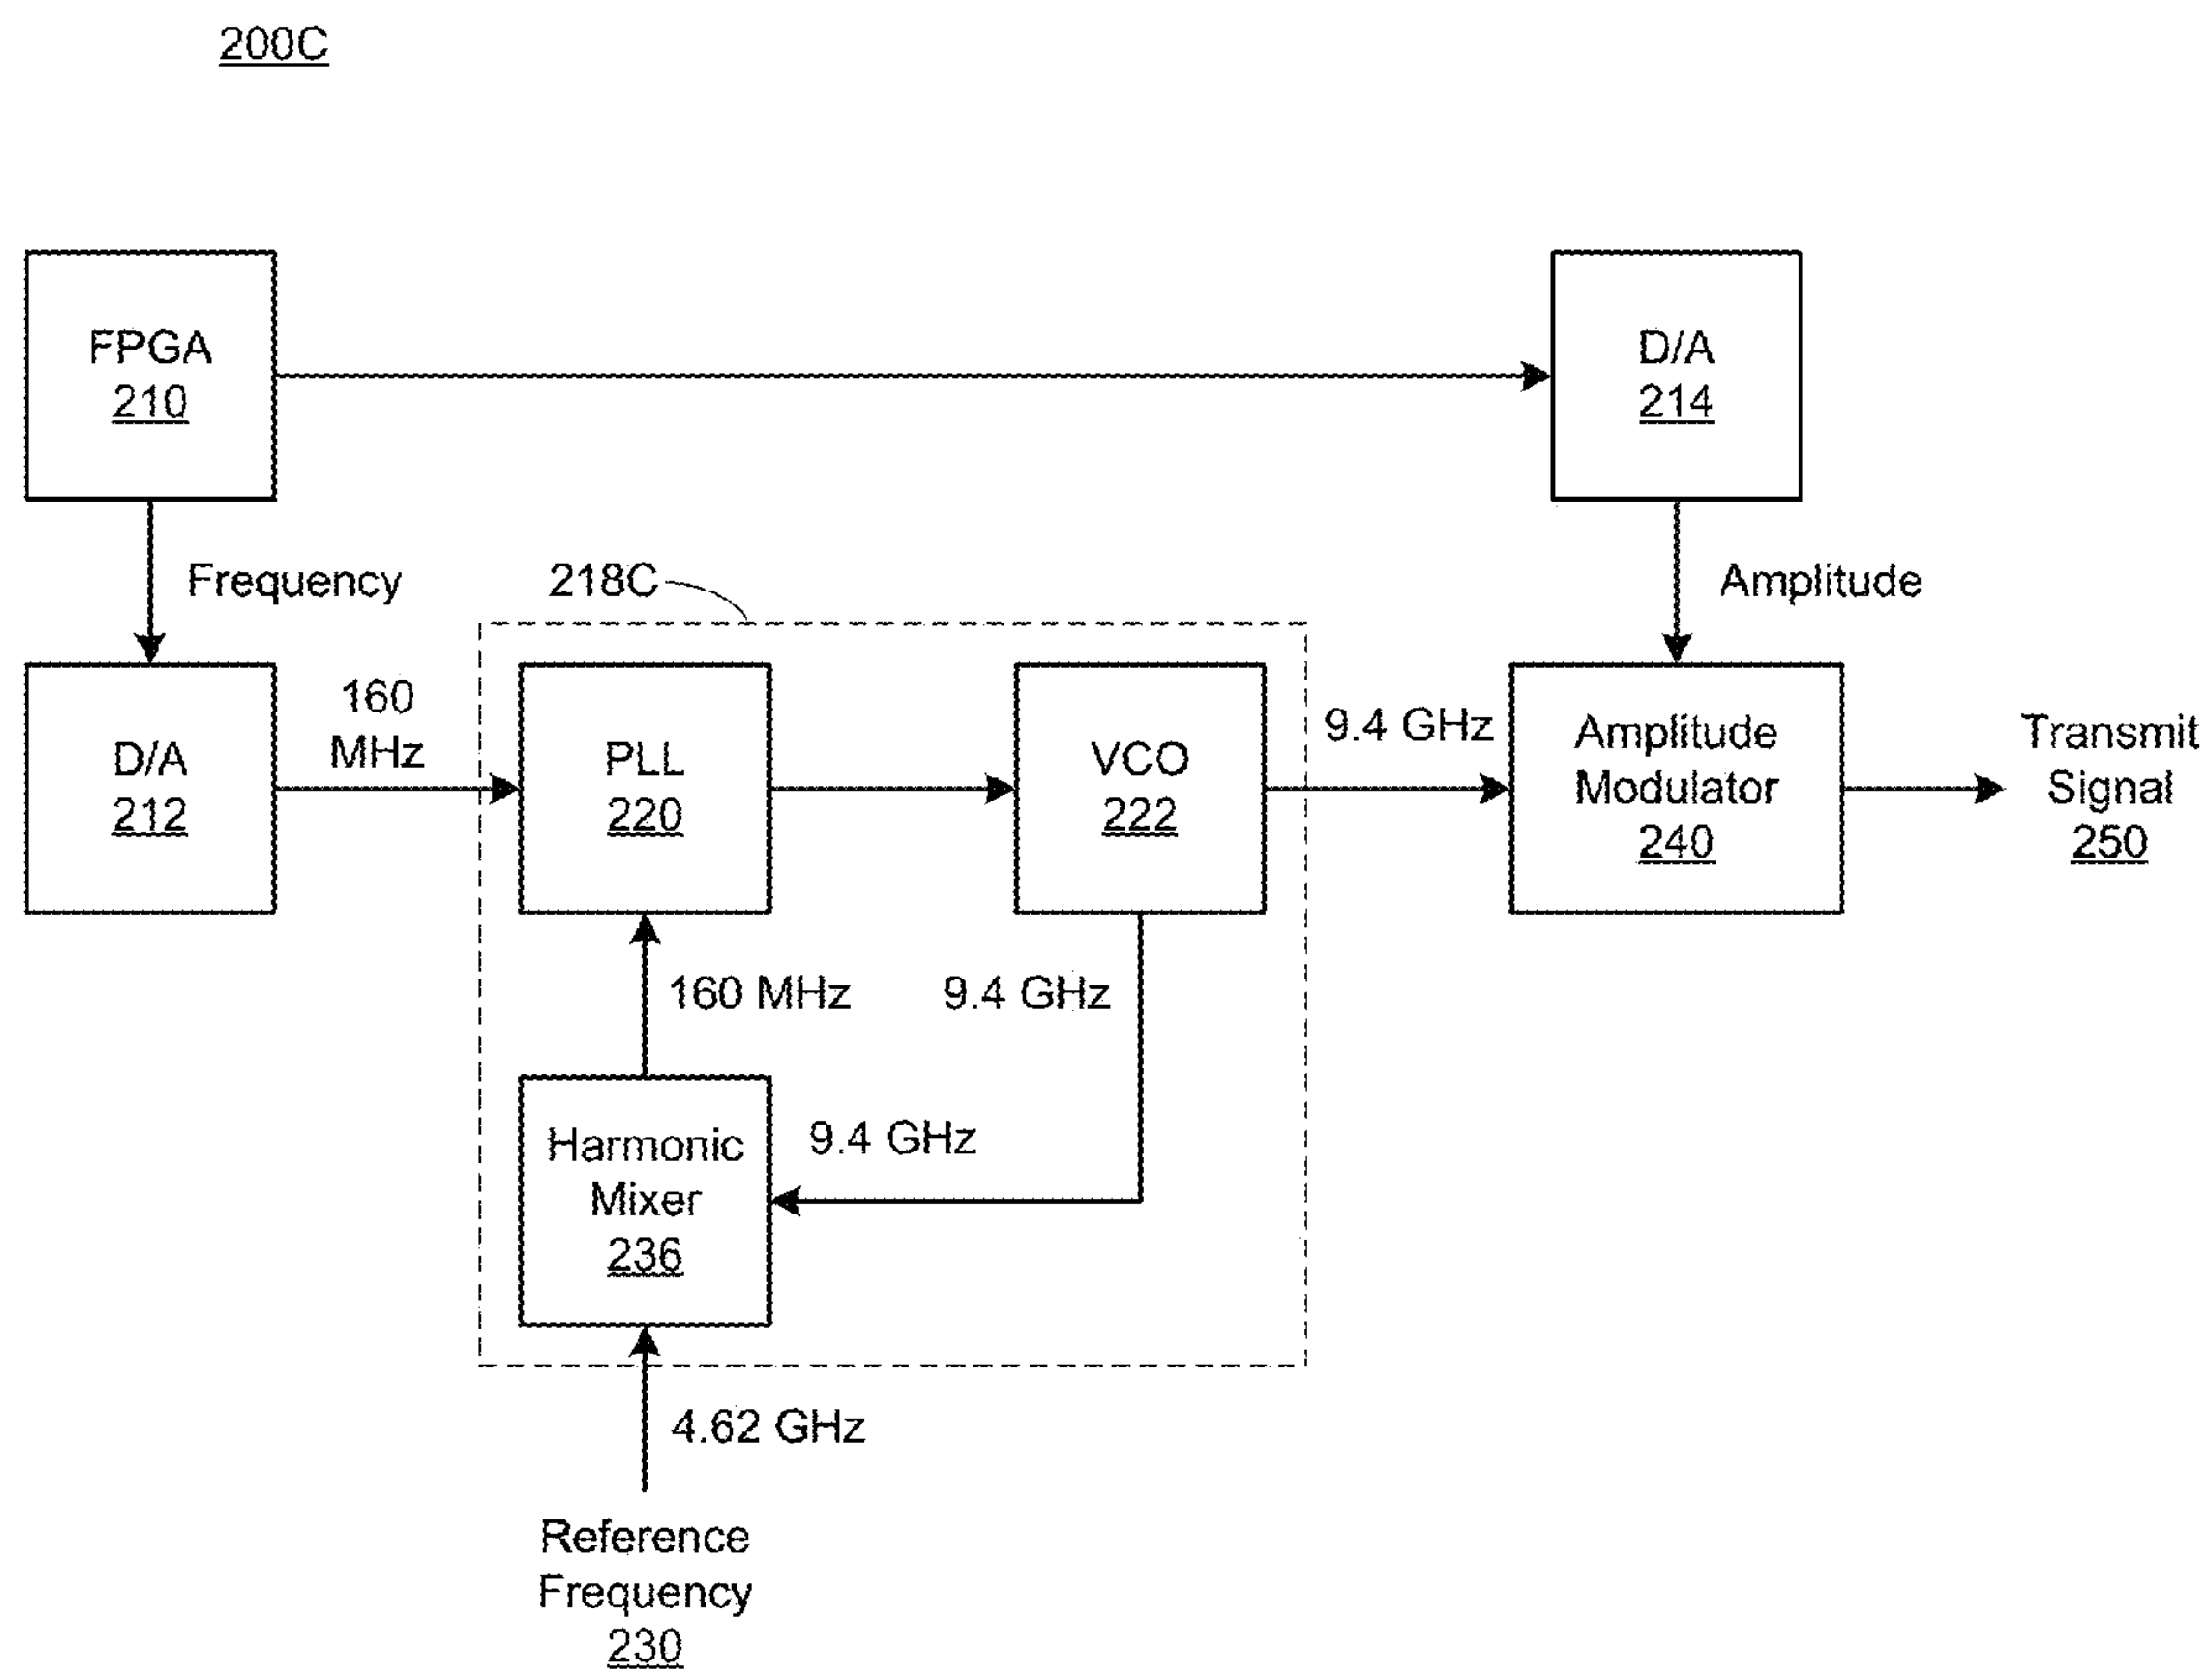 200C
FPGA
210
D/A
214
Frequency
218C
Amplitude
D/A
212
160
MHz
PLL
220
VCO
222
9.4 GHz
Amplitude
Modulator
240
Transmit
Signal
250
160 MHz
9.4 GHz
Harmonic
Mixer
236
9.4 GHz
4.62 GHz
Reference
Frequency
230